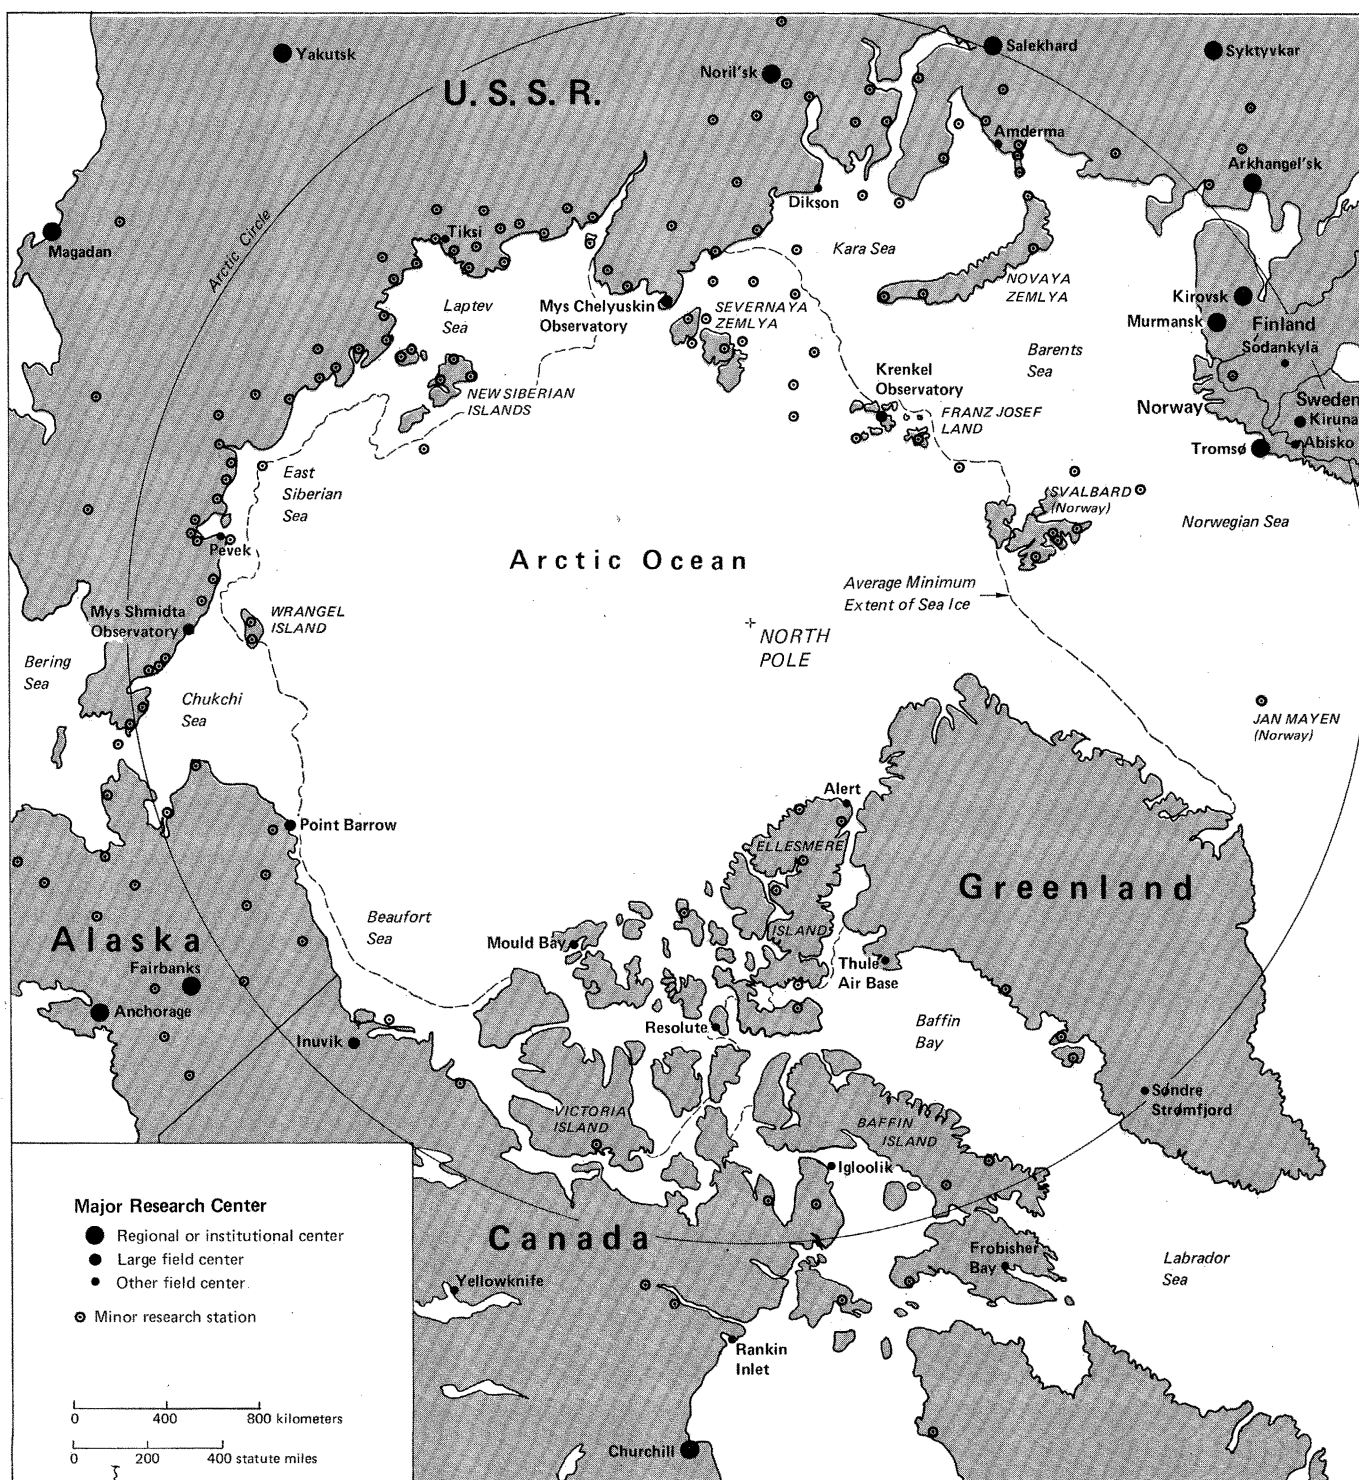 Yakutsk
U.S.S.R.
Noril'sk
Salekhard
Syktyvkar
Amderma
Arkhangel'sk
Dikson
Arctic Circle
Magadan
Tiksi
Kara Sea
NOVAYA
ZEMLYA
Kirovsk
Murmansk
Finland
Sodankylä
Laptev
Sea
Mys Chelyuskin
Observatory
SEVERNAYA
ZEMLYA
Barents
Sea
Krenkel
Observatory
NEW SIBERIAN
ISLANDS
FRANZ JOSEF
LAND
Norway
Sweden
Kiruna
Abisko
Tromsø
East
Siberian
Sea
SVALBARD
(Norway)
Norwegian Sea
Pevek
Arctic Ocean
Average Minimum
Extent of Sea Ice
Mys Shmidta
Observatory
WRANGEL
ISLAND
NORTH
POLE
Bering
Sea
Chukchi
Sea
JAN MAYEN
(Norway)
Alert
Point Barrow
ELLESMERE
ISLAND
Greenland
Beaufort
Sea
Mould Bay
Alaska
Fairbanks
Anchorage
Thule
Air Base
Inuvik
Resolute
Baffin
Bay
Søndre
Strømfjord
VICTORIA
ISLAND
BAFFIN
ISLAND
Igloolik
Canada
Frobisher
Bay
Labrador
Sea
Yellowknife
Rankin
Inlet
Churchill
Major Research Center
Regional or institutional center
Large field center
Other field center
Minor research station
0 400 800 kilometers
0 200 400 statute miles